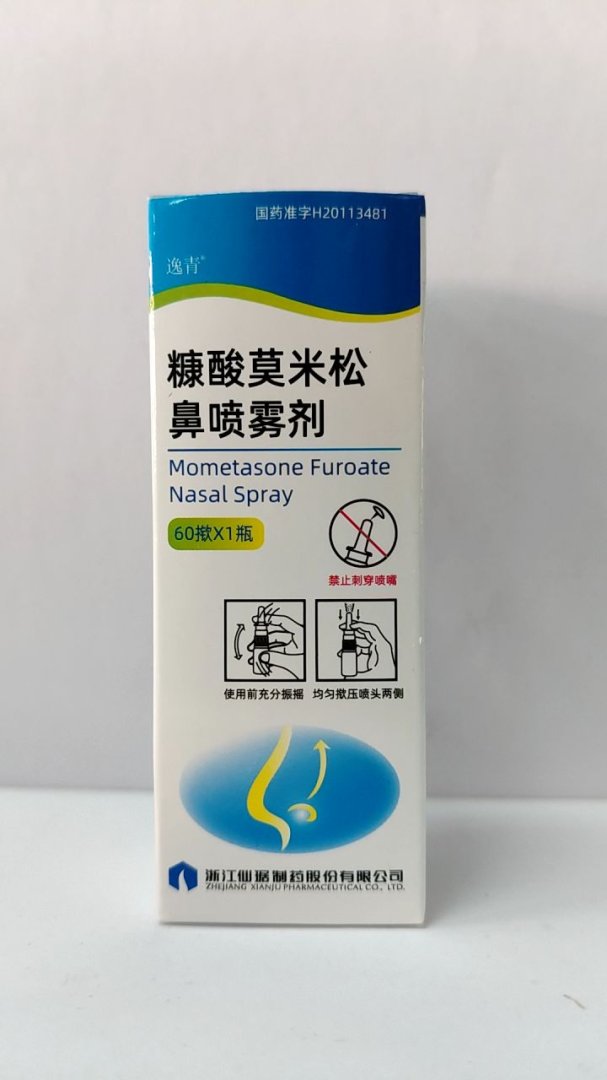 国药准字H20113481
逸青®
糠酸莫米松
鼻喷雾剂
Mometasone Furoate
Nasal Spray
60揿X1瓶
禁止刺穿喷嘴
使用前充分振摇 均匀揿压喷头两侧
浙江仙琚制药股份有限公司
ZHEJIANG XIANJU PHARMACEUTICAL CO., LTD.